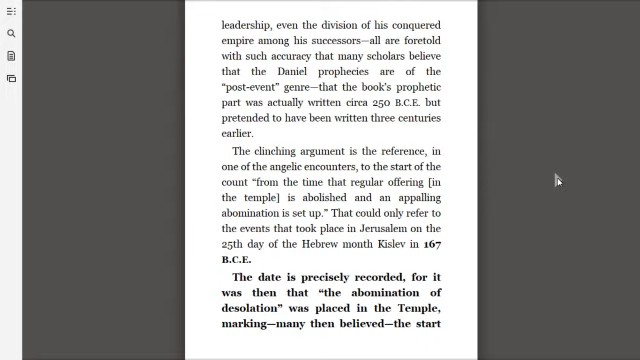 leadership, even the division of his conquered
empire among his successors—all are foretold
with such accuracy that many scholars believe
that the Daniel prophecies are of the
“post-event” genre—that the book’s prophetic
part was actually written circa 250 B.C.E. but
pretended to have been written three centuries
earlier.
The clinching argument is the reference, in
one of the angelic encounters, to the start of the
count “from the time that regular offering [in
the temple] is abolished and an appalling
abomination is set up.” That could only refer to
the events that took place in Jerusalem on the
25th day of the Hebrew month Kislev in 167
B.C.E.
The date is precisely recorded, for it
was then that “the abomination of
desolation” was placed in the Temple,
marking—many then believed—the start